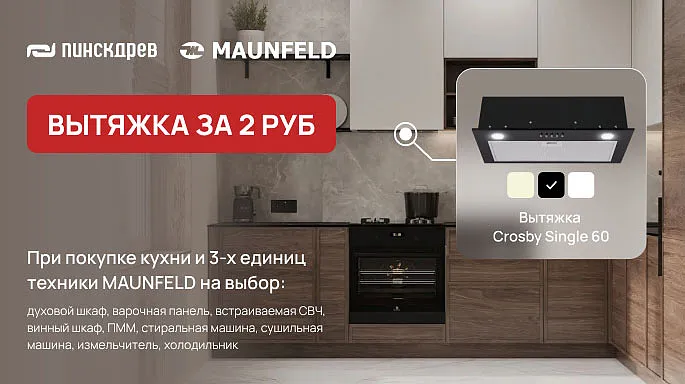 ПИНСКДРЕВ
MAUNFELD
ВЫТЯЖКА ЗА 2 РУБ
Вытяжка
Crosby Single 60
При покупке кухни и 3-х единиц
техники MAUNFELD на выбор:
духовой шкаф, варочная панель, встраиваемая СВЧ,
винный шкаф, ПММ, стиральная машина, сушильная
машина, измельчитель, холодильник